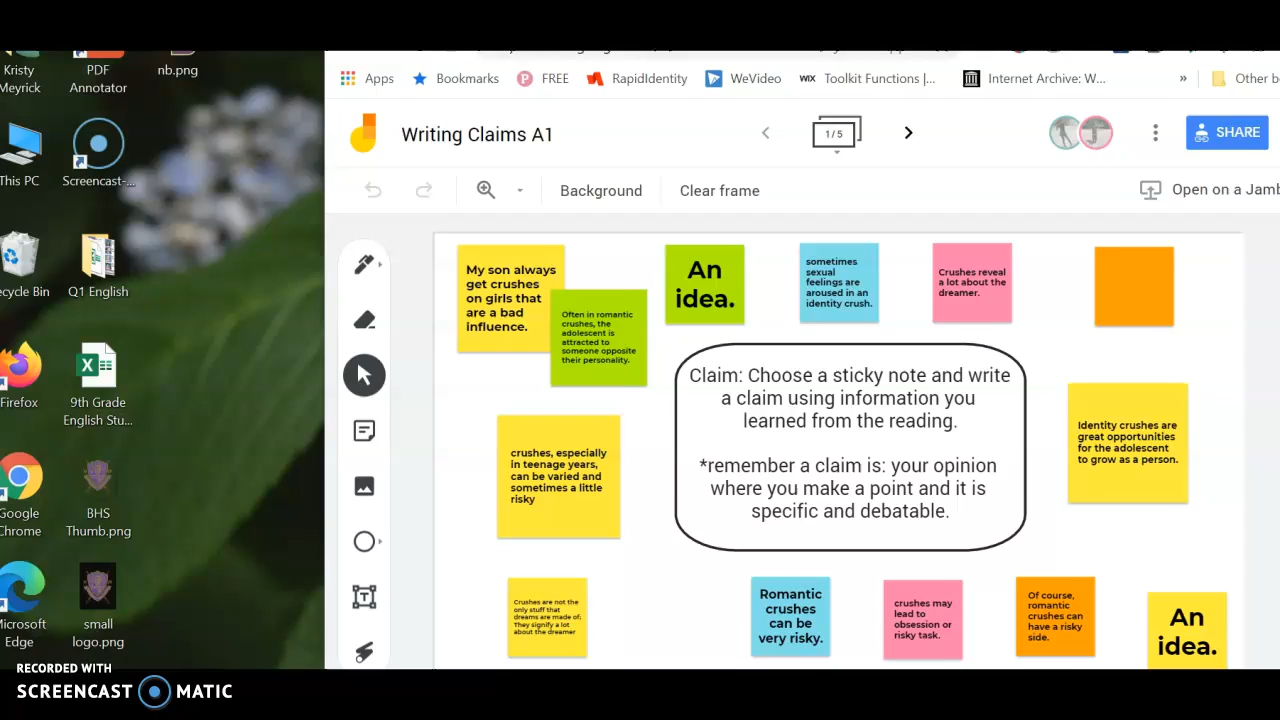 Kristy
Meyrick
PDF
Annotator
nb.png
This PC
Screencast-...
ecycle Bin
Q1 English
Firefox
9th Grade
English Stu...
Google
Chrome
BHS
Thumb.png
Microsoft
Edge
small
logo.png
RECORDED WITH
SCREENCAST MATIC
Apps
Bookmarks
FREE
RapidIdentity
WeVideo
WIX Toolkit Functions |...
Internet Archive: W...
»
Other b
Writing Claims A1
1 / 5
SHARE
Background
Clear frame
Open on a Jamb
My son always
get crushes
on girls that
are a bad
influence.
Often in romantic
crushes, the
adolescent is
attracted to
someone opposite
their personality.
An
idea.
sometimes
sexual
feelings are
aroused in an
identity crush.
Crushes reveal
a lot about the
dreamer.
Claim: Choose a sticky note and write
a claim using information you
learned from the reading.
*remember a claim is: your opinion
where you make a point and it is
specific and debatable.
crushes, especially
in teenage years,
can be varied and
sometimes a little
risky
Identity crushes are
great opportunities
for the adolescent
to grow as a person.
Crushes are not the
only stuff that
dreams are made of;
They signify a lot
about the dreamer
Romantic
crushes
can be
very risky.
crushes may
lead to
obsession or
risky task.
Of course,
romantic
crushes can
have a risky
side.
An
idea.